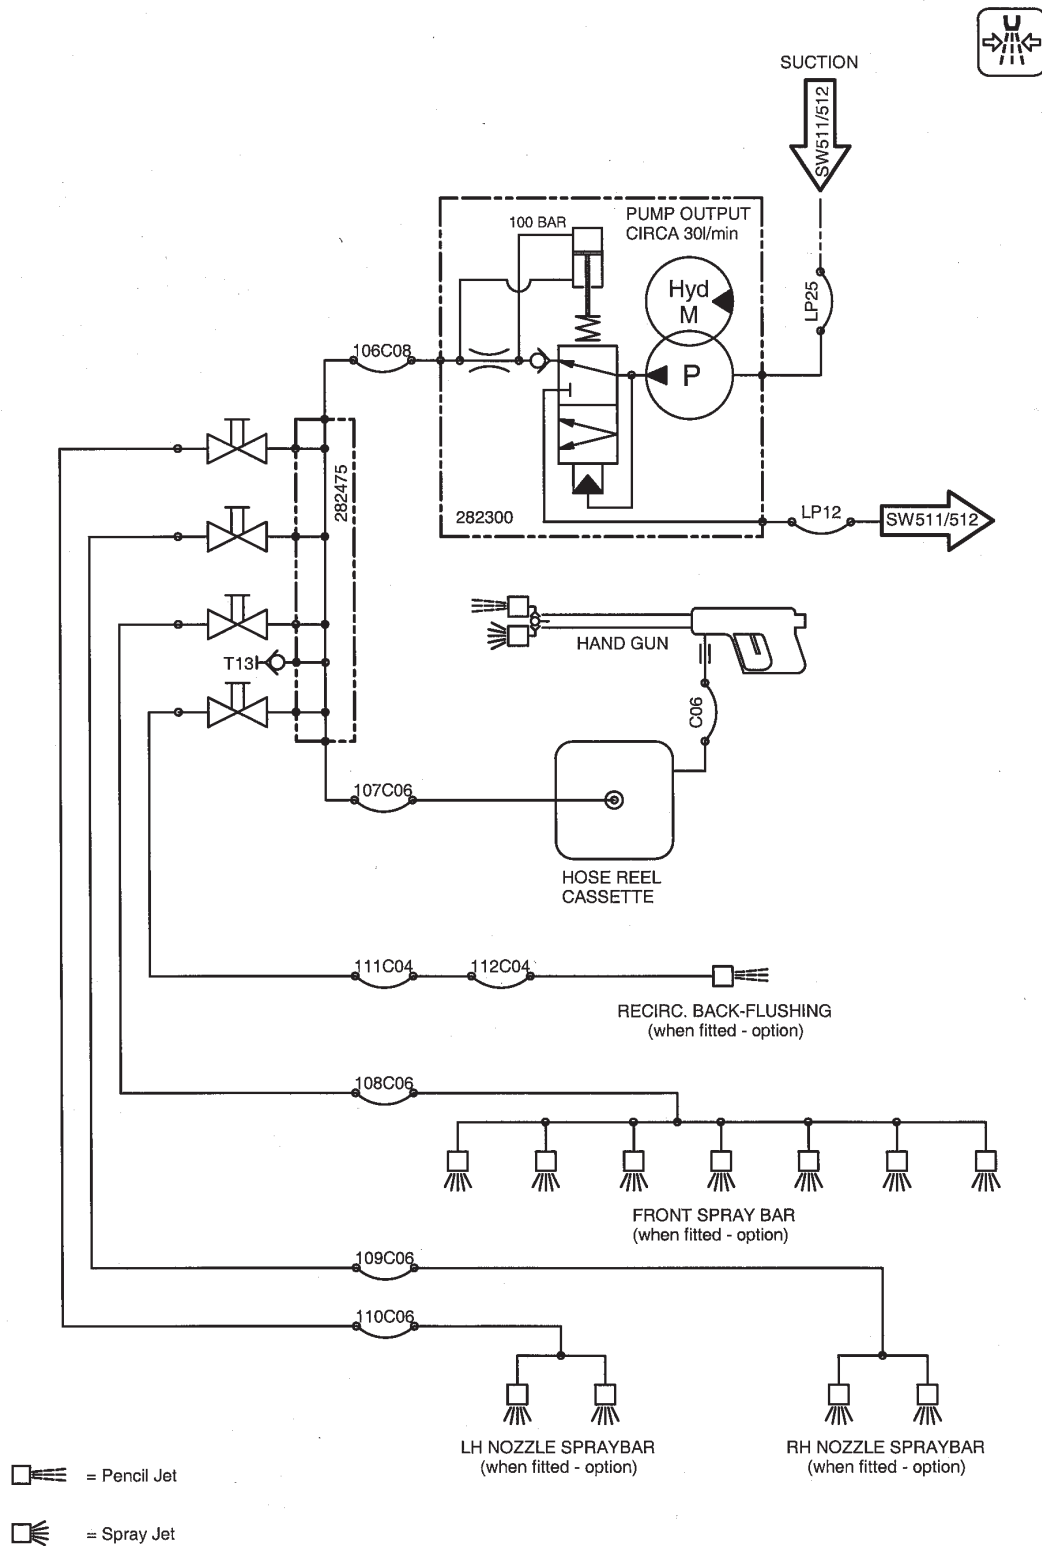 SUCTION
SW511/512
PUMP OUTPUT
CIRCA 30l/min
100 BAR
Hyd
M
LP25
106C08
P
282475
282300
LP12
SW511/512
HAND GUN
T13
C06
107C06
HOSE REEL
CASSETTE
111C04
112C04
RECIRC. BACK-FLUSHING
(when fitted - option)
108C06
FRONT SPRAY BAR
(when fitted - option)
109C06
110C06
LH NOZZLE SPRAYBAR
(when fitted - option)
RH NOZZLE SPRAYBAR
(when fitted - option)
= Pencil Jet
= Spray Jet